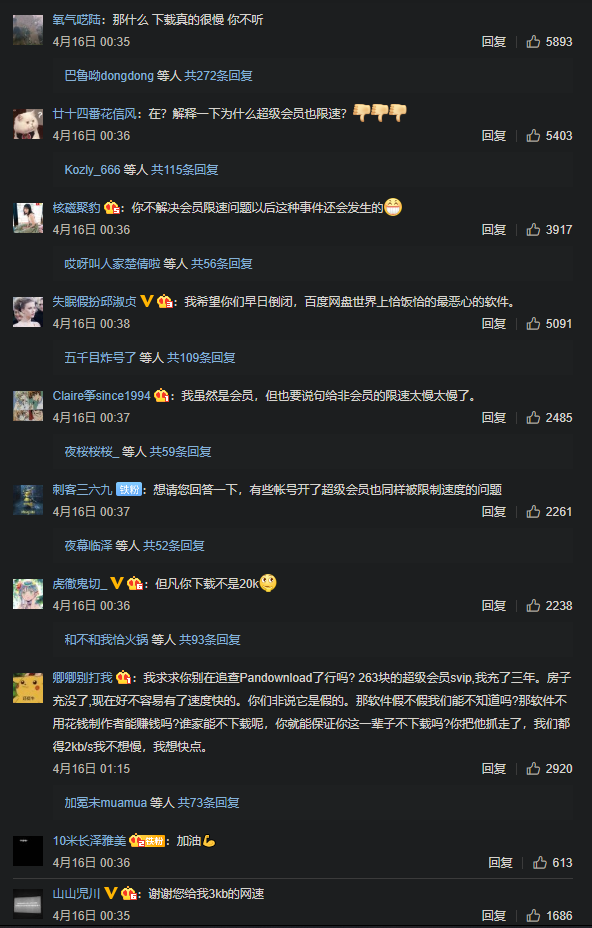 氧气呓陆：那什么 下载真的很慢 你不听
4月16日 00:35 回复 5893
巴鲁呦dongdong 等人 共272条回复
廿十四番花信风：在？解释一下为什么超级会员也限速？👎👎👎
4月16日 00:36 回复 5403
Kozly_666 等人 共115条回复
核磁聚豹：你不解决会员限速问题以后这种事件还会发生的😁
4月16日 00:36 回复 3917
哎呀叫人家楚倩啦 等人 共56条回复
失眠假扮邱淑贞：我希望你们早日倒闭，百度网盘世界上恰饭恰的最恶心的软件。
4月16日 00:38 回复 5091
五千目炸号了 等人 共109条回复
Claire筝since1994：我虽然是会员，但也要说句给非会员的限速太慢太慢了。
4月16日 00:37 回复 2485
夜桜桜桜_ 等人 共59条回复
刺客三六九 铁粉：想请您回答一下，有些帐号开了超级会员也同样被限制速度的问题
4月16日 00:37 回复 2261
夜幕临泽 等人 共52条回复
虎徹鬼切_：但凡你下载不是20k🤔
4月16日 00:36 回复 2238
和不和我恰火锅 等人 共93条回复
卿卿别打我：我求求你别在追查Pandownload了行吗? 263块的超级会员svip,我充了三年。房子
充没了,现在好不容易有了速度快的。你们非说它是假的。那软件假不假我们能不知道吗?那软件不
用花钱制作者能赚钱吗?谁家能不下载呢，你就能保证你这一辈子不下载吗?你把他抓走了，我们都
得2kb/s我不想慢，我想快点。
4月16日 01:15 回复 2920
加冕未muamua 等人 共73条回复
10米长泽雅美 铁粉：加油💪
4月16日 00:36 回复 613
山山児川：谢谢您给我3kb的网速
4月16日 00:35 回复 1686